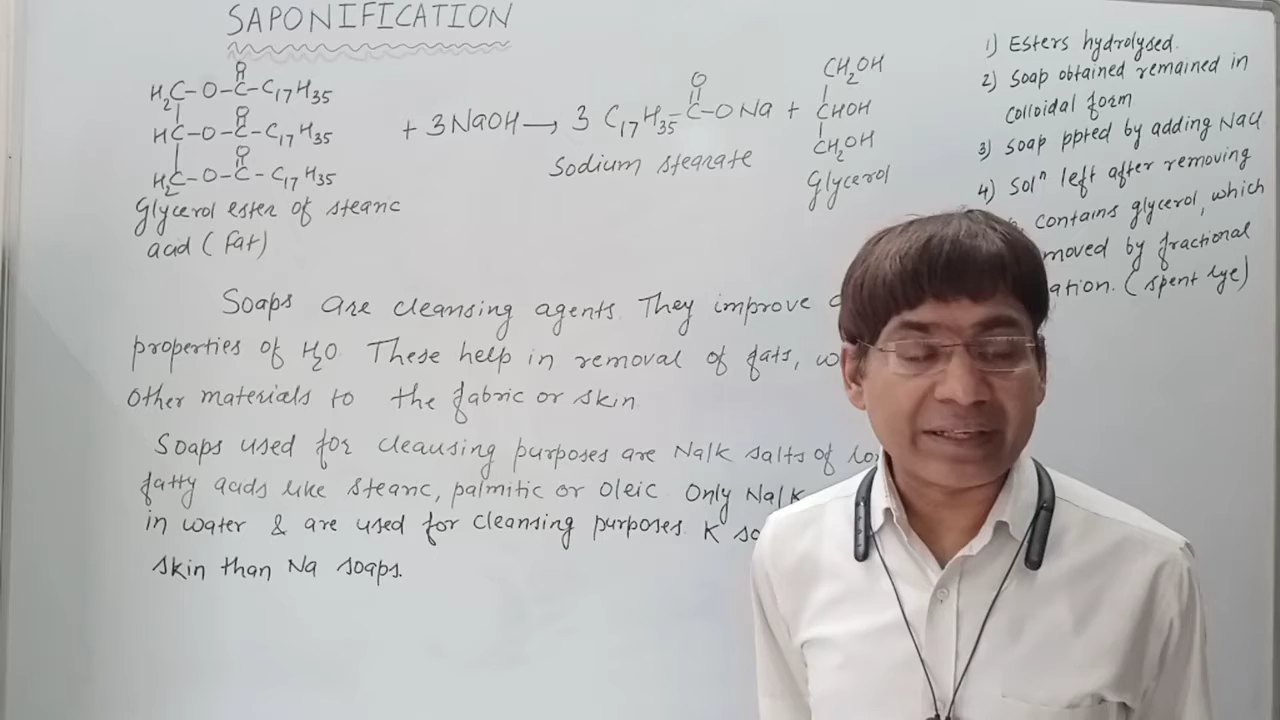 SAPONIFICATION
H2C-O-C-C17H35
O
HC-O-C-C17H35
O
H2C-O-C-C17H35
O
+ 3NaOH → 3 C17H35-C-O Na +
O
CH2OH
CHOH
CH2OH
Sodium stearate
Glycerol
Glycerol ester of stearic
acid (Fat)
1) Esters hydrolysed.
2) Soap obtained remained in
colloidal form
3) Soap ppted by adding NaCl
4) Soln left after removing
contains glycerol, which
moved by fractional
ation. (spent lye)
Soaps are cleansing agents. They improve
properties of H2O. These help in removal of fats,
other materials to the fabric or skin.
Soaps used for cleansing purposes are Na/K salts of lo
fatty acids like stearic, palmitic or oleic. Only Na/K
in water & are used for cleansing purposes. K so
skin than Na soaps.